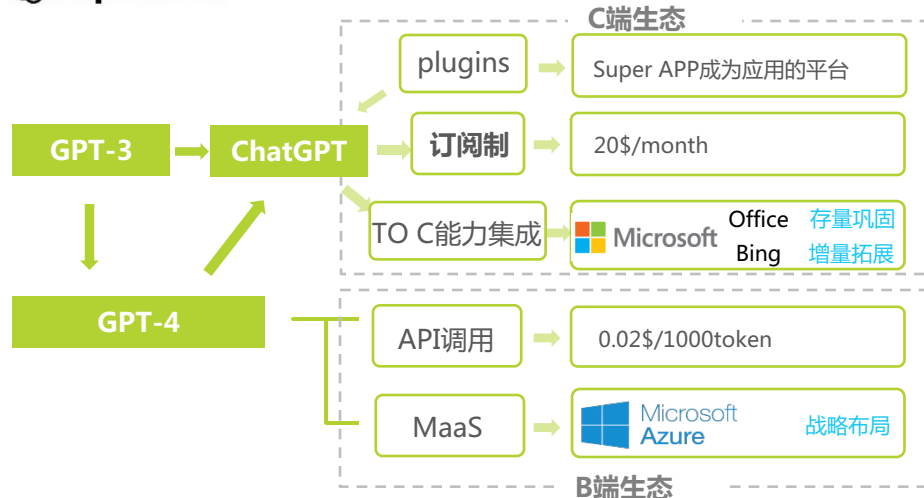 C端生态
plugins
Super APP成为应用的平台
GPT-3
ChatGPT
订阅制
20$/month
TO C能力集成
Microsoft
Office
存量巩固
Bing
增量拓展
GPT-4
API调用
0.02$/1000token
MaaS
Microsoft
Azure
战略布局
B端生态